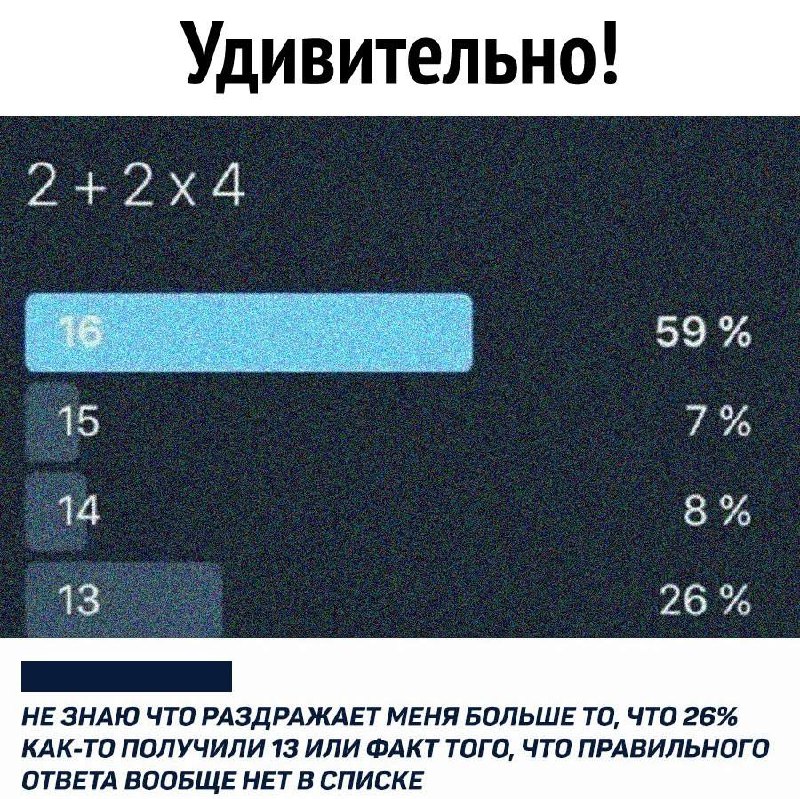 Удивительно!
2 + 2 x 4
16 59 %
15 7 %
14 8 %
13 26 %
НЕ ЗНАЮ ЧТО РАЗДРАЖАЕТ МЕНЯ БОЛЬШЕ ТО, ЧТО 26%
КАК-ТО ПОЛУЧИЛИ 13 ИЛИ ФАКТ ТОГО, ЧТО ПРАВИЛЬНОГО
ОТВЕТА ВООБЩЕ НЕТ В СПИСКЕ